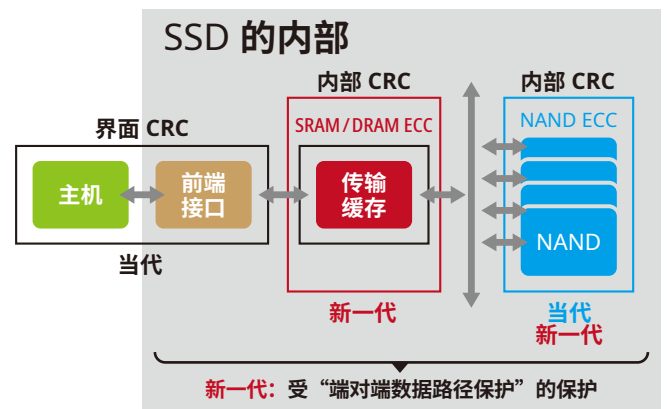 SSD 的内部
内部 CRC
内部 CRC
界面 CRC
SRAM/DRAM ECC
NAND ECC
主机
前端
接口
传输
缓存
NAND
当代
新一代
当代
新一代
新一代：受“端对端数据路径保护”的保护